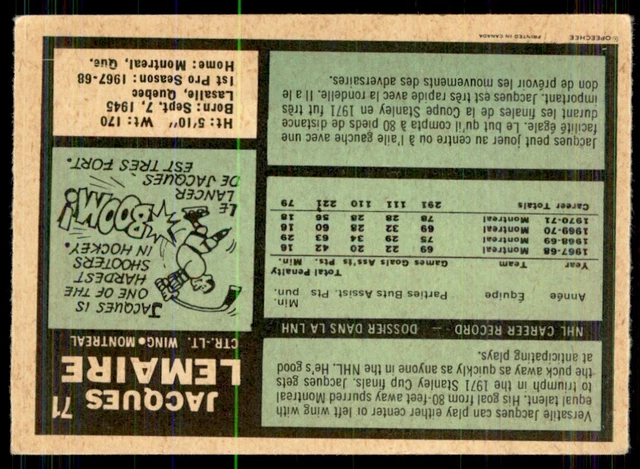 71
JACQUES
LEMAIRE
CTR.-LT. WING • MONTREAL
JACQUES IS
ONE OF THE
HARDEST
SHOOTERS
IN HOCKEY.
BOOM!
LE
LANCER
DE JACQUES
EST TRES FORT.
Ht: 5'10" Wt: 170
Born: Sept. 7, 1945
Lasalle, Quebec
1st Pro Season: 1967-68
Home: Montreal, Que.
Versatile Jacques can play either center or left wing with
equal talent. His goal from 80-feet away spurred Montreal
to triumph in the 1971 Stanley Cup finals. Jacques gets
the puck away as quickly as anyone in the NHL. He's good
at anticipating plays.
NHL CAREER RECORD — DOSSIER DANS LA LNH
Année Équipe Parties Buts Assist. Pts Min. pun.
Year Team Games Goals Ass'ts Total Pts. Penalty Min.
1967-68 Montreal 69 22 20 42 16
1968-69 Montreal 75 29 34 63 29
1969-70 Montreal 69 32 28 60 16
1970-71 Montreal 78 28 28 56 18
Career Totals 291 111 110 221 79
Jacques peut jouer au centre ou à l'aile gauche avec une
facilité égale. Le but qu'il compta à 80 pieds de distance
durant les finales de la Coupe Stanley en 1971 fut très
important. Jacques est très rapide avec la rondelle. Il a le
don de prévoir les mouvements des adversaires.
© OPEECHEE PRINTED IN CANADA